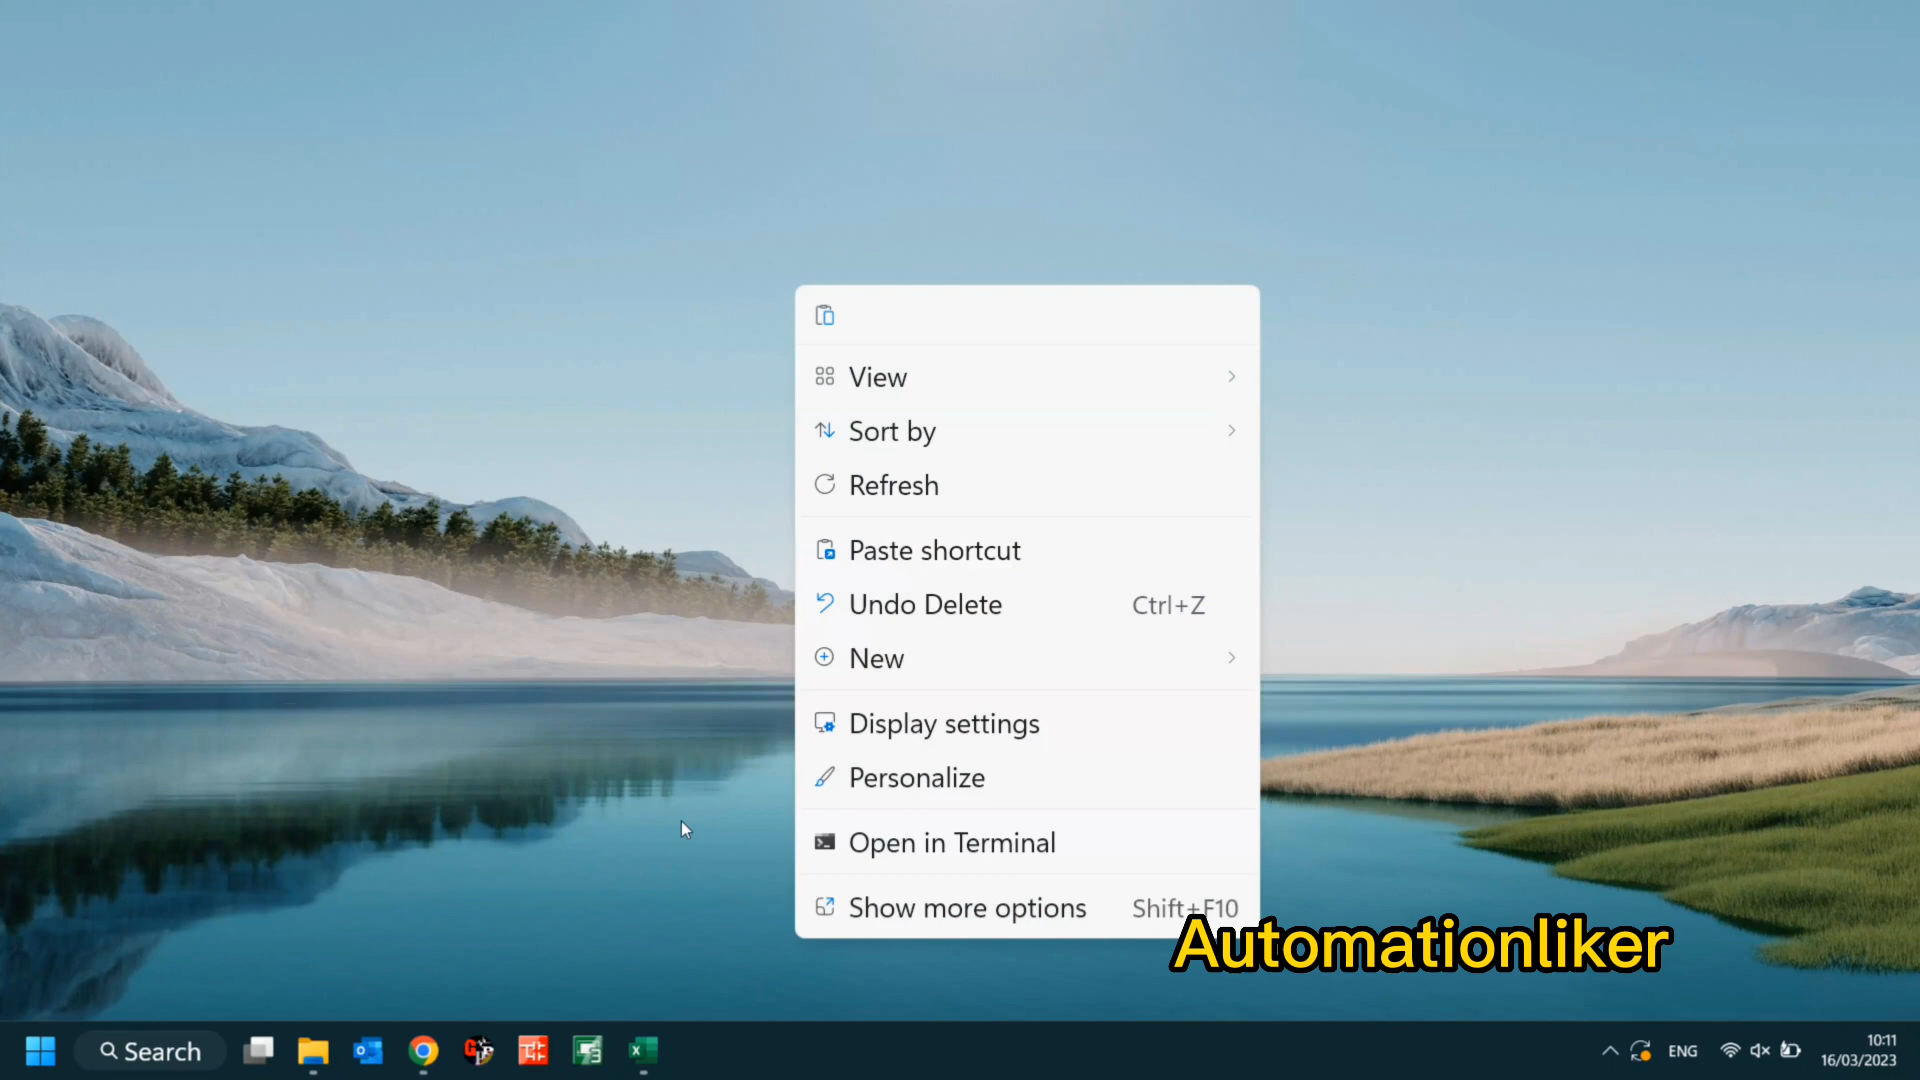 View
Sort by
Refresh
Paste shortcut
Undo Delete Ctrl+Z
New
Display settings
Personalize
Open in Terminal
Show more options Shift+F10
Automationliker
Search
ENG
10:11
16/03/2023